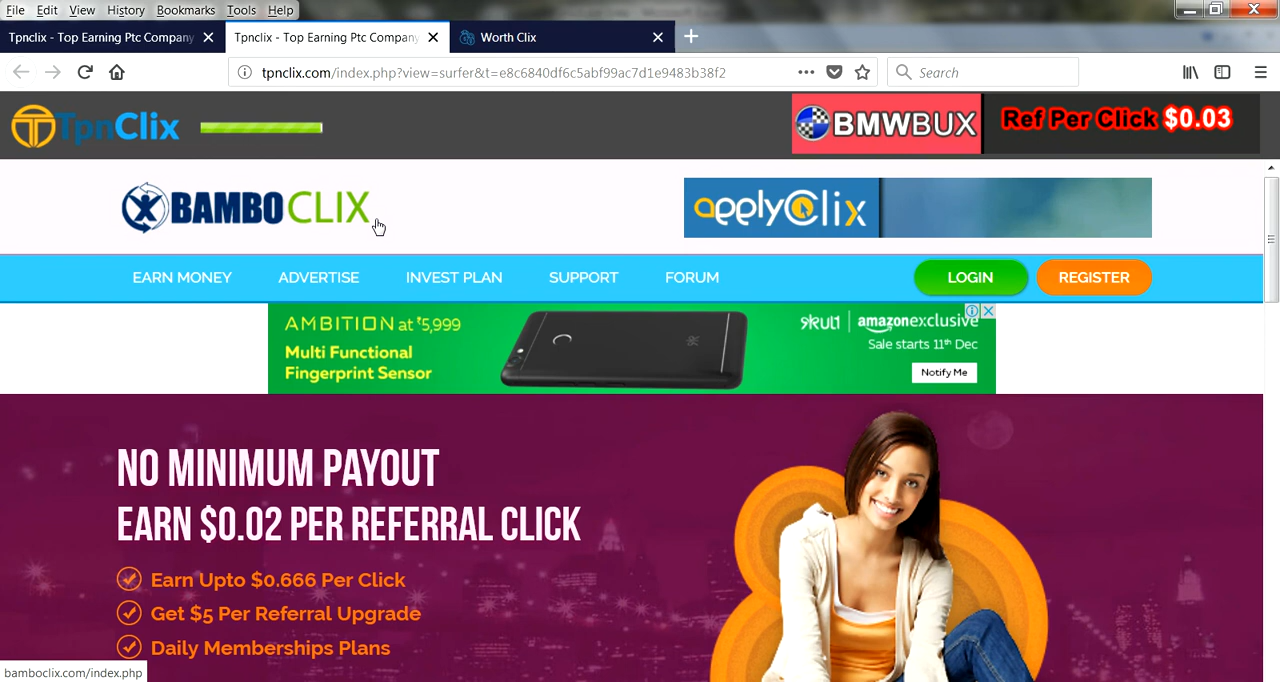 File Edit View History Bookmarks Tools Help
Tpnclix - Top Earning Ptc Company
Tpnclix - Top Earning Ptc Company
Worth Clix
tpnclix.com/index.php?view=surfer&t=e8c6840df6c5abf99ac7d1e9483b38f2
Search
TpnClix
BMWBUX
Ref Per Click $0.03
BAMBOCLIX
applyClix
EARN MONEY
ADVERTISE
INVEST PLAN
SUPPORT
FORUM
LOGIN
REGISTER
AMBITION at ₹5,999
Multi Functional
Fingerprint Sensor
amazonexclusive
Sale starts 11th Dec
Notify Me
NO MINIMUM PAYOUT
EARN $0.02 PER REFERRAL CLICK
Earn Upto $0.666 Per Click
Get $5 Per Referral Upgrade
Daily Memberships Plans
bamboclix.com/index.php